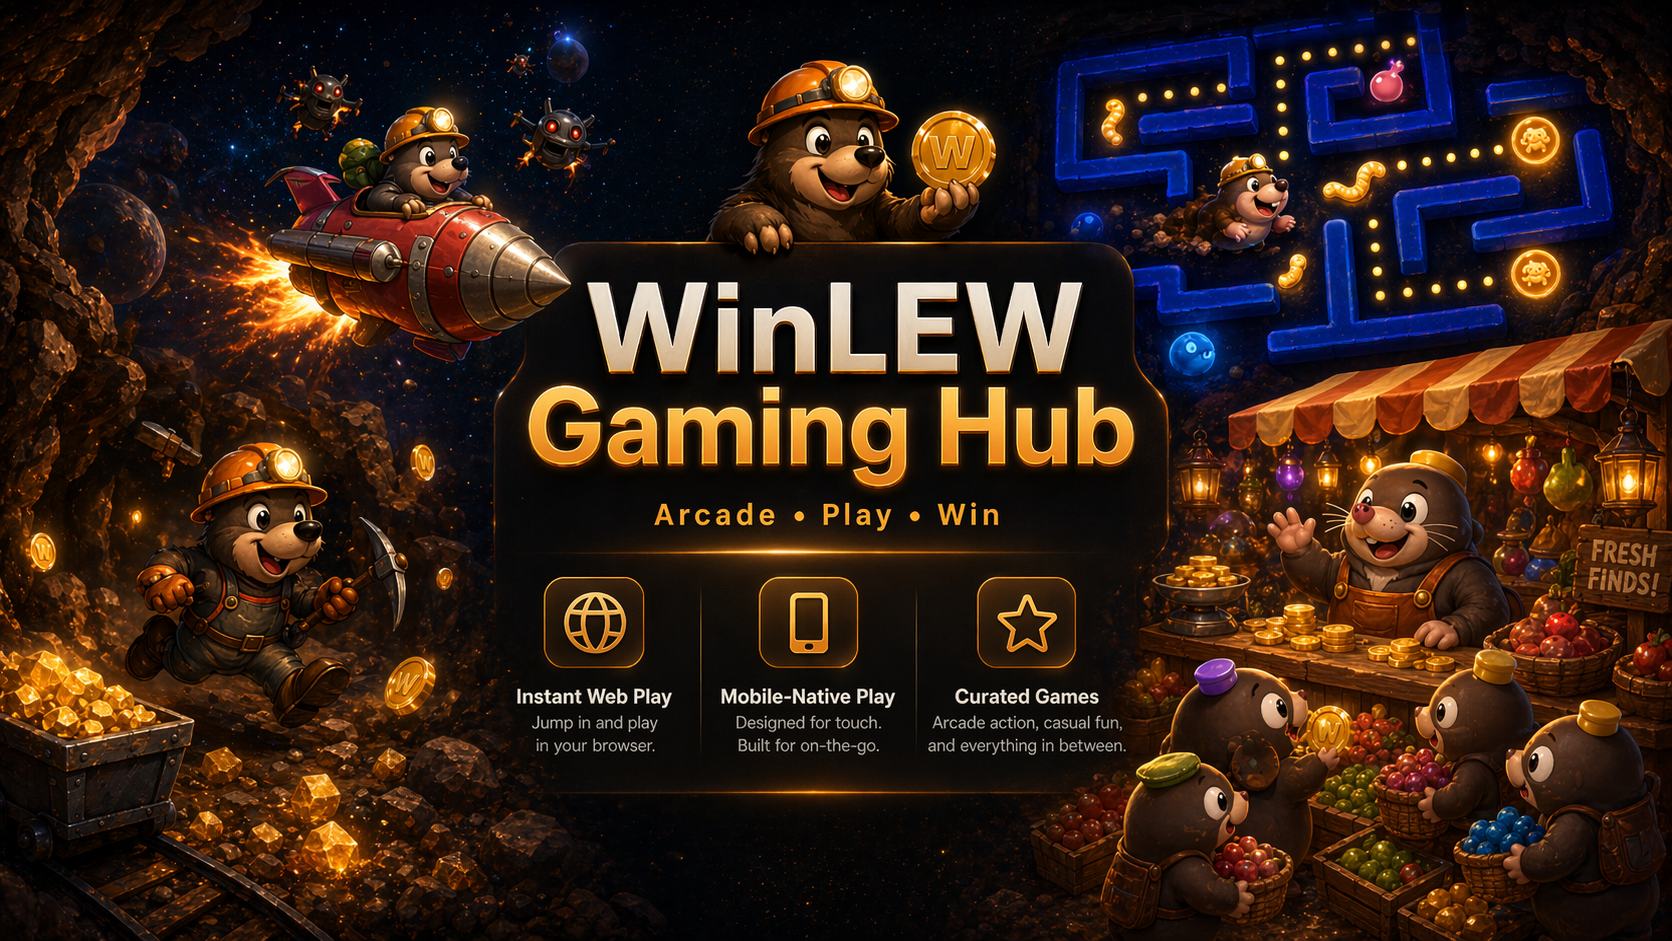 W
WinLEW
Gaming Hub
Arcade • Play • Win
Instant Web Play
Jump in and play
in your browser.
Mobile-Native Play
Designed for touch.
Built for on-the-go.
Curated Games
Arcade action, casual fun,
and everything in between.
FRESH
FINDS!
W
W
W
W